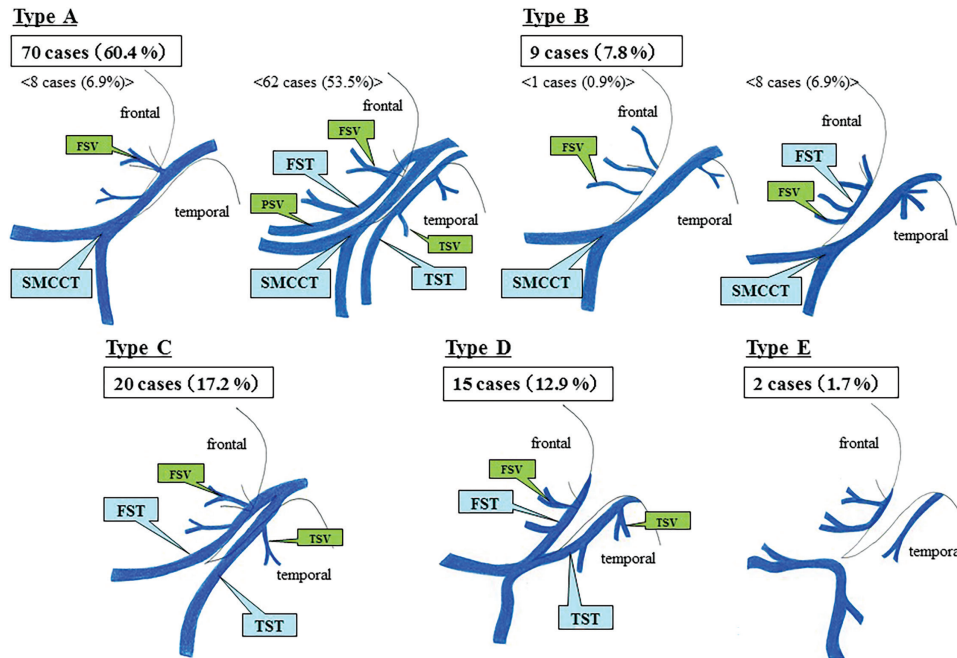 Type A
70 cases (60.4%)
<8 cases (6.9%)>
frontal
FSV
temporal
SMCCT
<62 cases (53.5%)>
FSV
FST
PSV
temporal
TSV
SMCCT
TST
Type B
9 cases (7.8%)
<1 cases (0.9%)>
frontal
FSV
temporal
SMCCT
<8 cases (6.9%)>
frontal
FST
FSV
temporal
SMCCT
Type C
20 cases (17.2%)
frontal
FSV
FST
TSV
temporal
TST
Type D
15 cases (12.9%)
frontal
FSV
FST
TSV
temporal
TST
Type E
2 cases (1.7%)
frontal
tempora